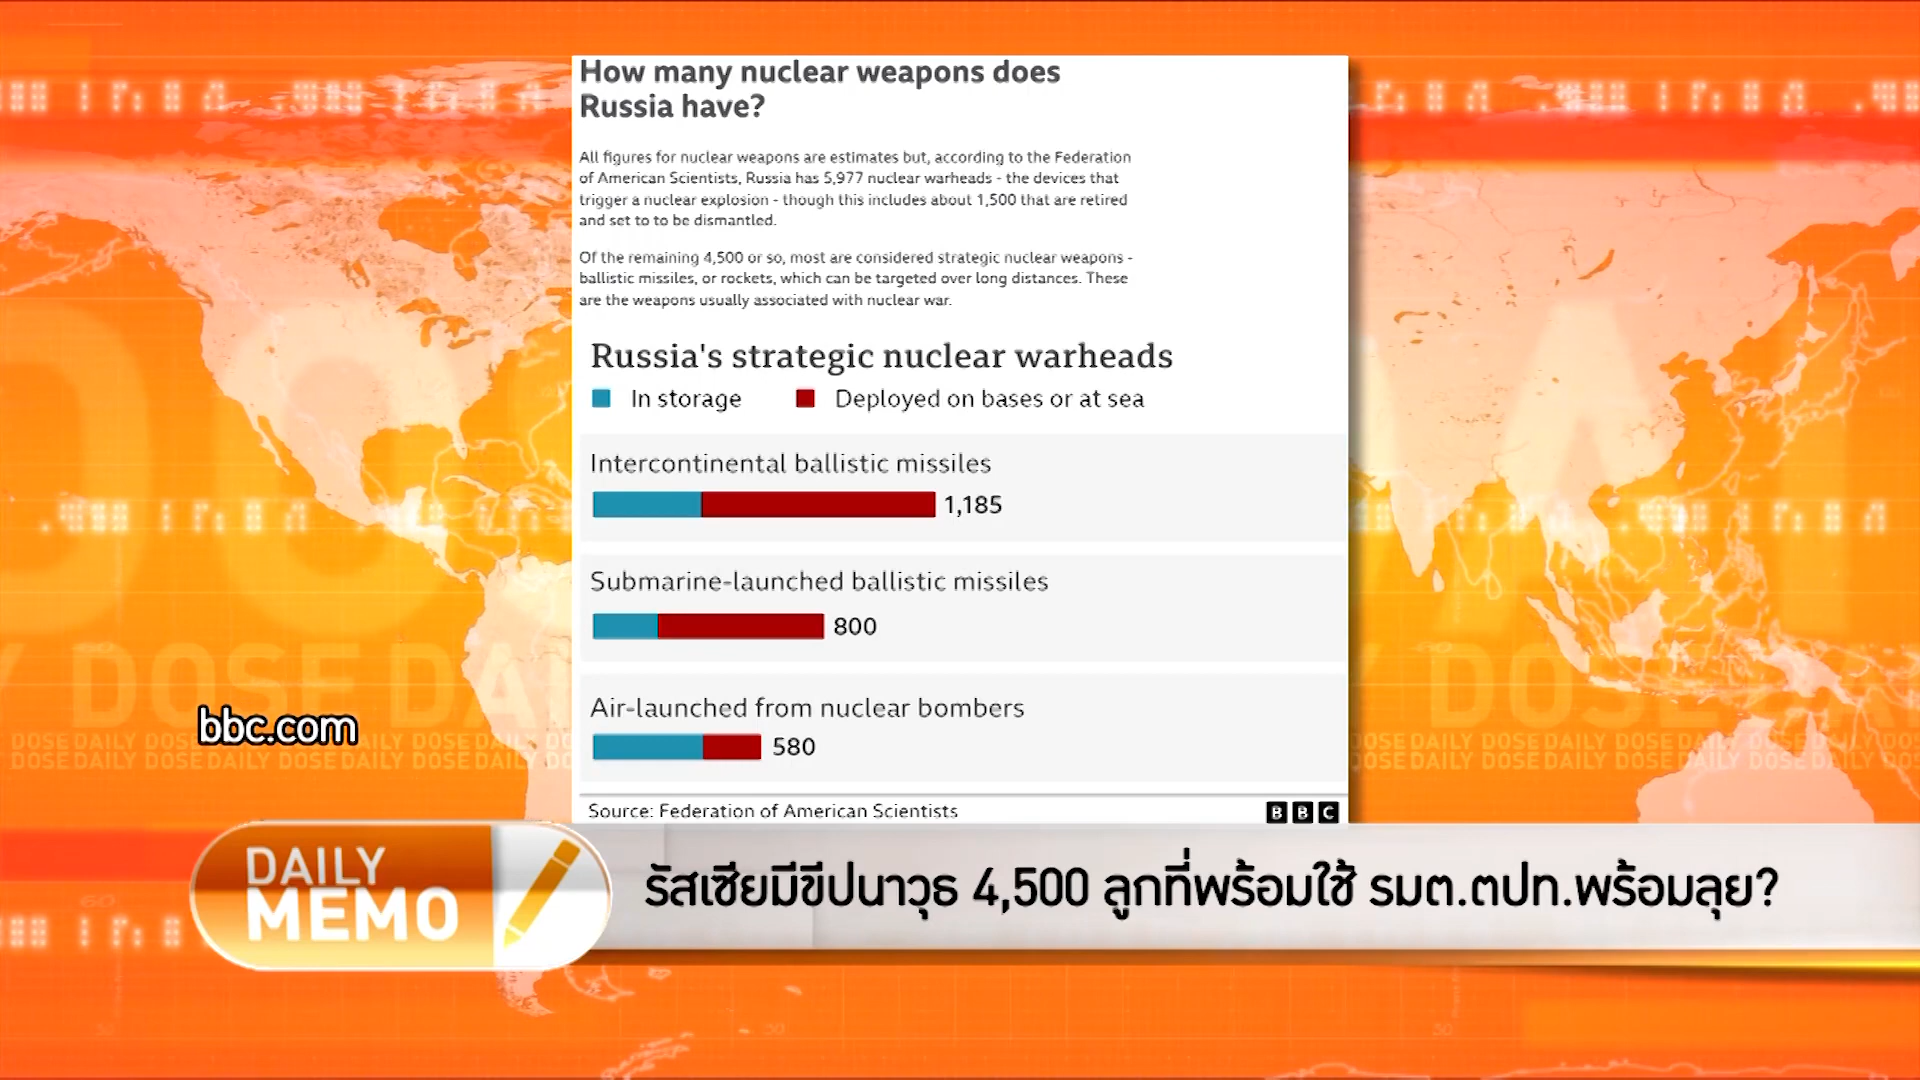 How many nuclear weapons does
Russia have?
All figures for nuclear weapons are estimates but, according to the Federation
of American Scientists, Russia has 5,977 nuclear warheads - the devices that
trigger a nuclear explosion - though this includes about 1,500 that are retired
and set to to be dismantled.
Of the remaining 4,500 or so, most are considered strategic nuclear weapons -
ballistic missiles, or rockets, which can be targeted over long distances. These
are the weapons usually associated with nuclear war.
Russia's strategic nuclear warheads
In storage Deployed on bases or at sea
Intercontinental ballistic missiles
1,185
Submarine-launched ballistic missiles
800
Air-launched from nuclear bombers
580
Source: Federation of American Scientists BBC
bbc.com
DAILY
MEMO
รัสเซียมีขีปนาวุธ 4,500 ลูกที่พร้อมใช้ รมต.ตปท.พร้อมลุย?